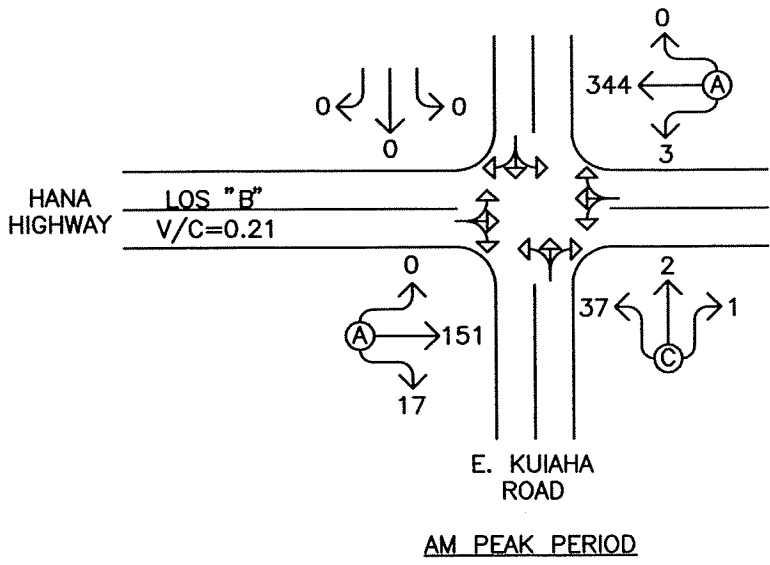 0
344
A
3
0
0
0
HANA
HIGHWAY
LOS "B"
V/C=0.21
0
A
151
17
2
37
1
C
E. KUIAHA
ROAD
AM PEAK PERIOD